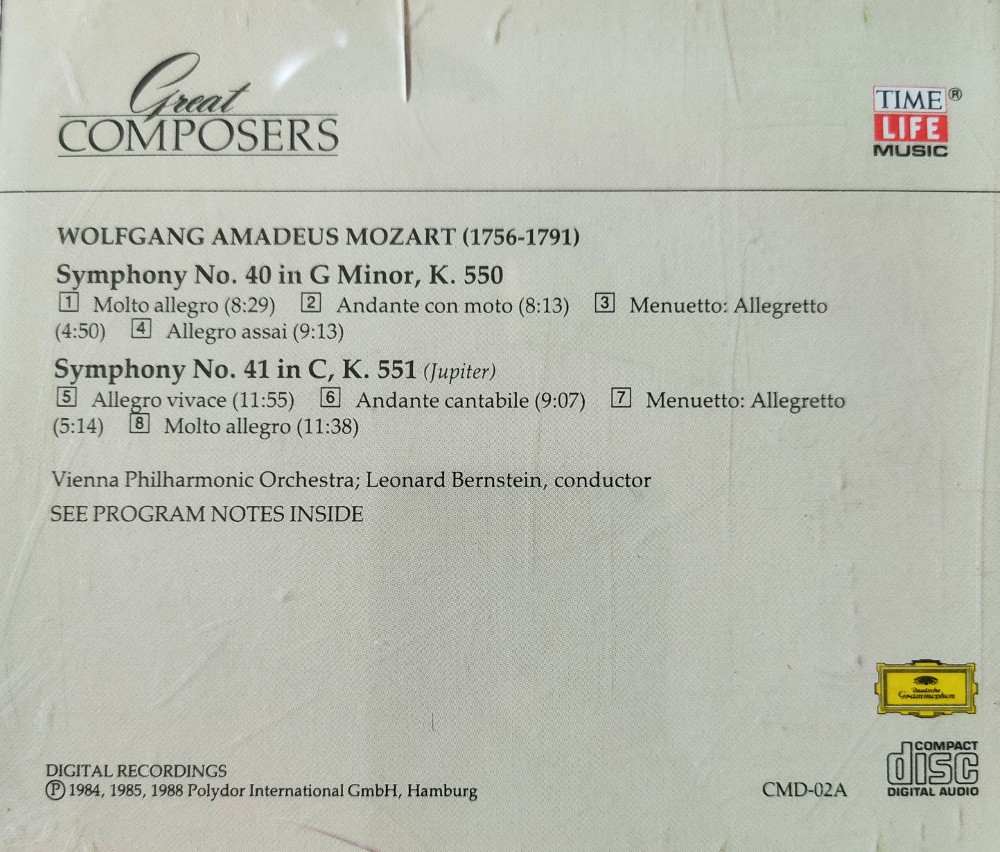 Great
COMPOSERS
TIME ®
LIFE
MUSIC
WOLFGANG AMADEUS MOZART (1756-1791)
Symphony No. 40 in G Minor, K. 550
1 Molto allegro (8:29) 2 Andante con moto (8:13) 3 Menuetto: Allegretto
(4:50) 4 Allegro assai (9:13)
Symphony No. 41 in C, K. 551 (Jupiter)
5 Allegro vivace (11:55) 6 Andante cantabile (9:07) 7 Menuetto: Allegretto
(5:14) 8 Molto allegro (11:38)
Vienna Philharmonic Orchestra; Leonard Bernstein, conductor
SEE PROGRAM NOTES INSIDE
Deutsche
Grammophon
DIGITAL RECORDINGS
Ⓟ 1984, 1985, 1988 Polydor International GmbH, Hamburg
CMD-02A
COMPACT
disc
DIGITAL AUDIO